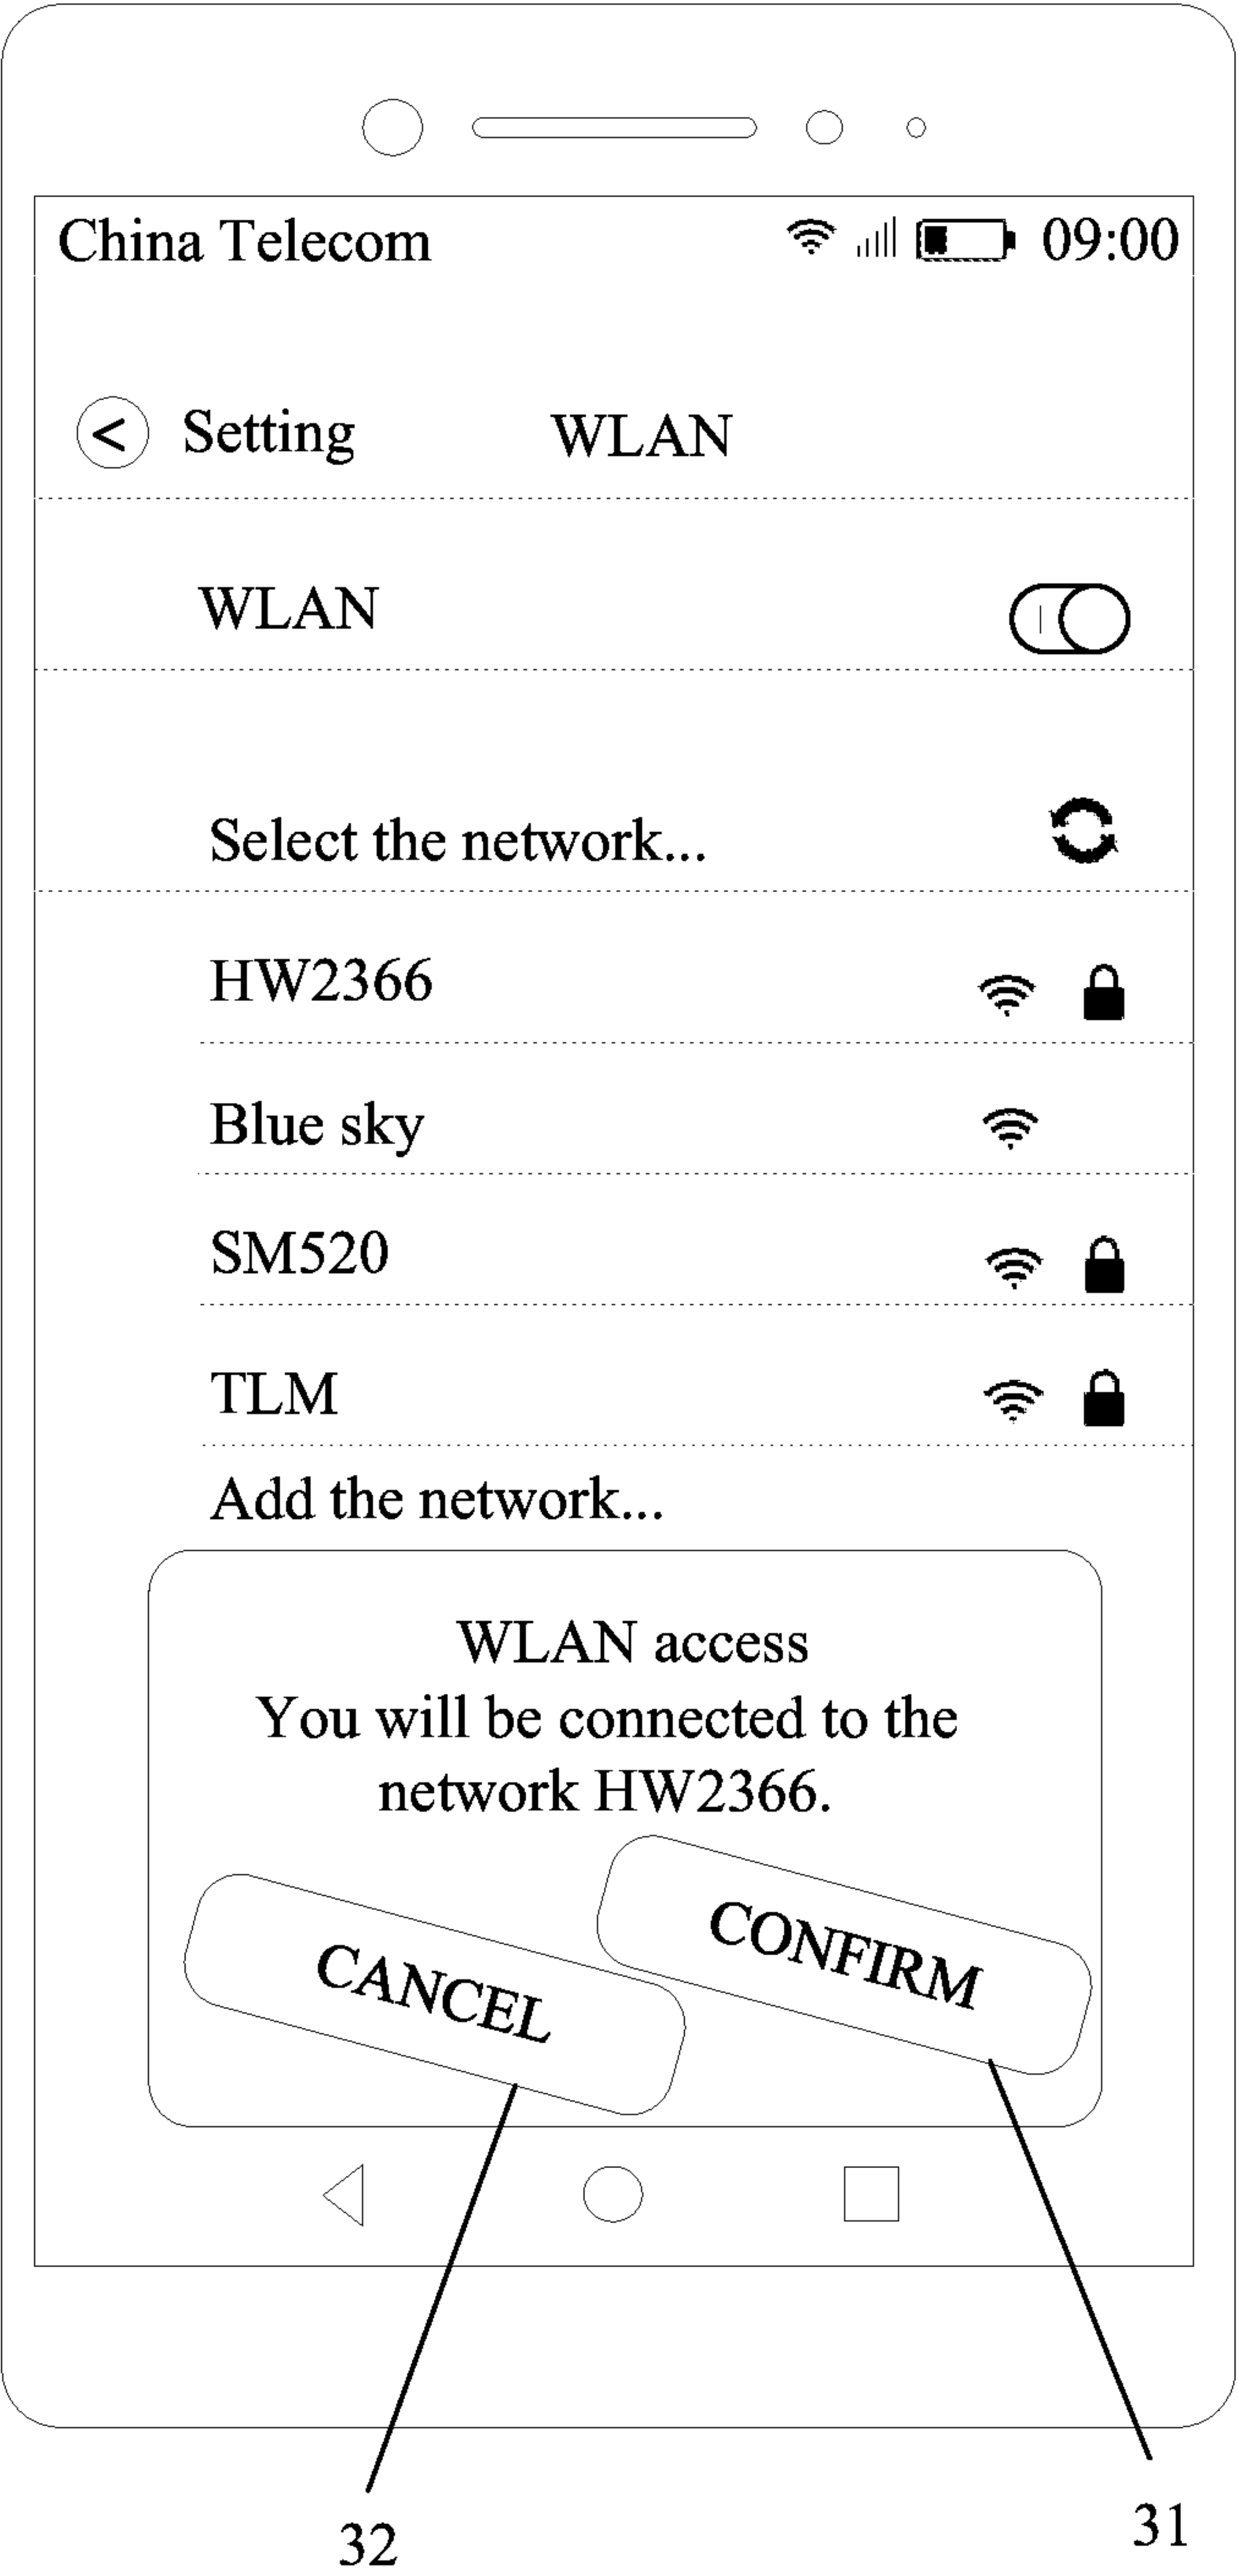 China Telecom 09:00
< Setting WLAN
WLAN
Select the network...
HW2366
Blue sky
SM520
TLM
Add the network...
WLAN access
You will be connected to the
network HW2366.
CANCEL CONFIRM
32 31